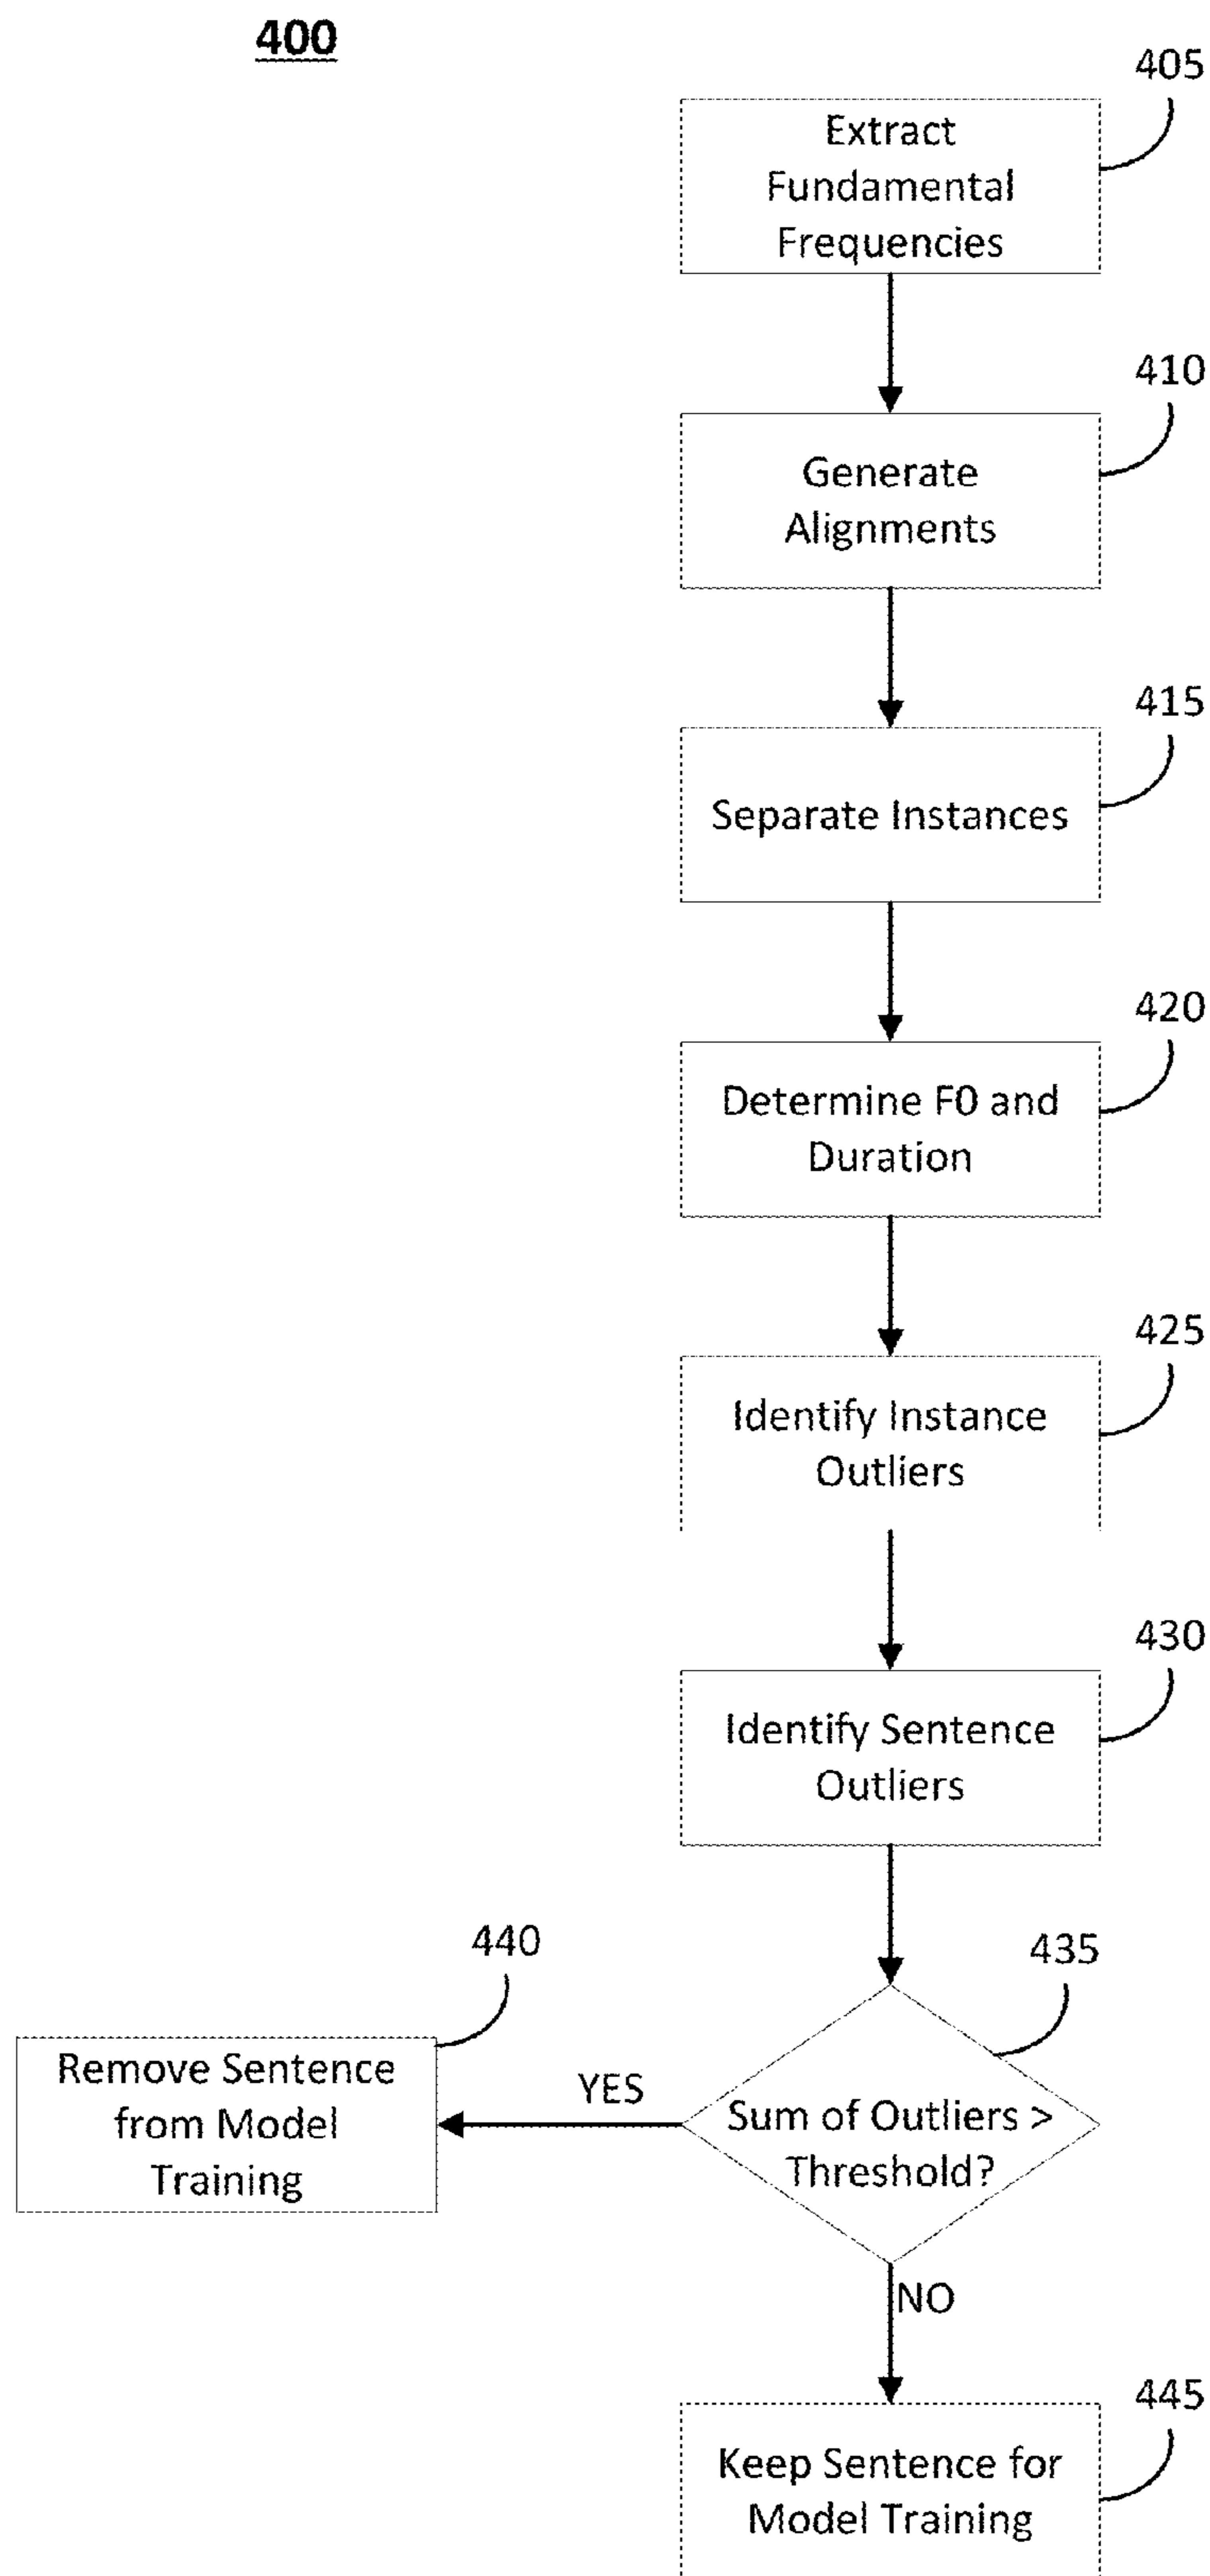 400
405
Extract
Fundamental
Frequencies
410
Generate
Alignments
415
Separate Instances
420
Determine F0 and
Duration
425
Identify Instance
Outliers
430
Identify Sentence
Outliers
435
Sum of Outliers >
Threshold?
440
YES
Remove Sentence
from Model
Training
NO
445
Keep Sentence for
Model Training